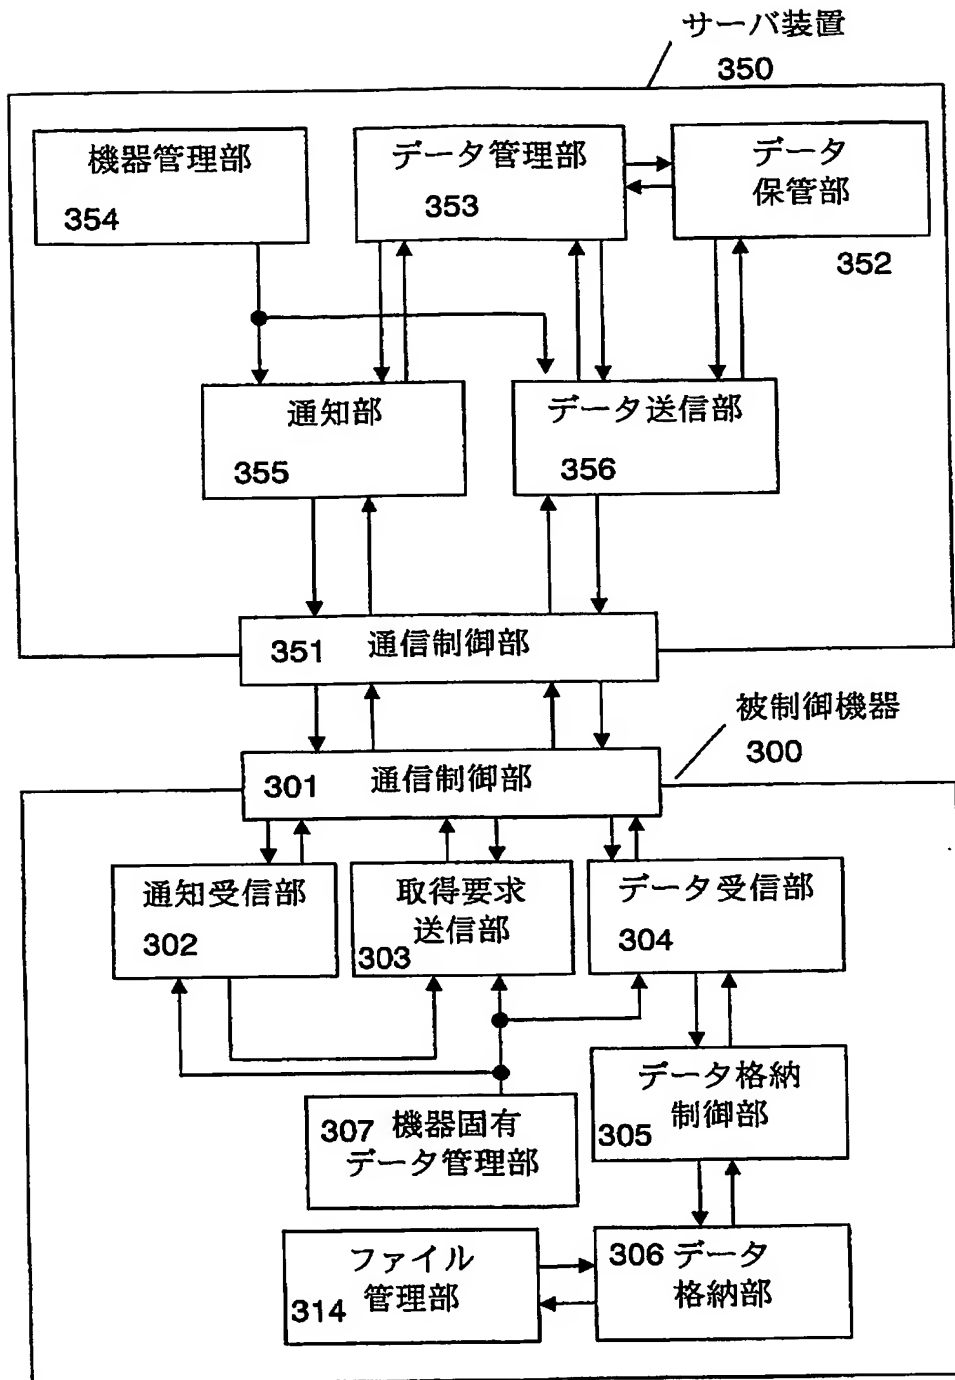 サーバ装置
350
機器管理部
354
データ管理部
353
データ
保管部
352
通知部
355
データ送信部
356
351 通信制御部
被制御機器
300
301 通信制御部
通知受信部
302
取得要求
送信部
303
データ受信部
304
データ格納
制御部
305
307 機器固有
データ管理部
ファイル
管理部
314
306 データ
格納部